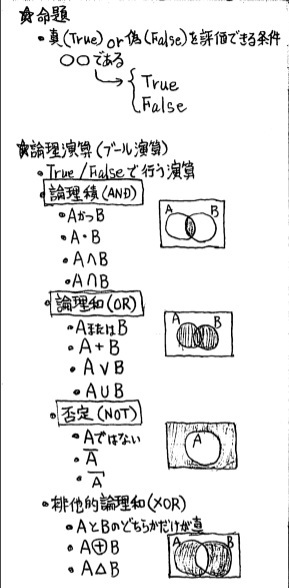 ☆命題
・真(True) or 偽(False)を評価できる条件
〇〇である
True
False
☆論理演算(ブール演算)
・True/Falseで行う演算
・論理積(AND)
・AかつB
・A・B
・A∧B
・A∩B
A B
・論理和(OR)
・AまたはB
・A+B
・A∨B
・A∪B
A B
・否定(NOT)
・Aではない
・A̅
・A̅
A
・排他的論理和(XOR)
・AとBのどちらかだけが真
・A⊕B
・A△B
A B